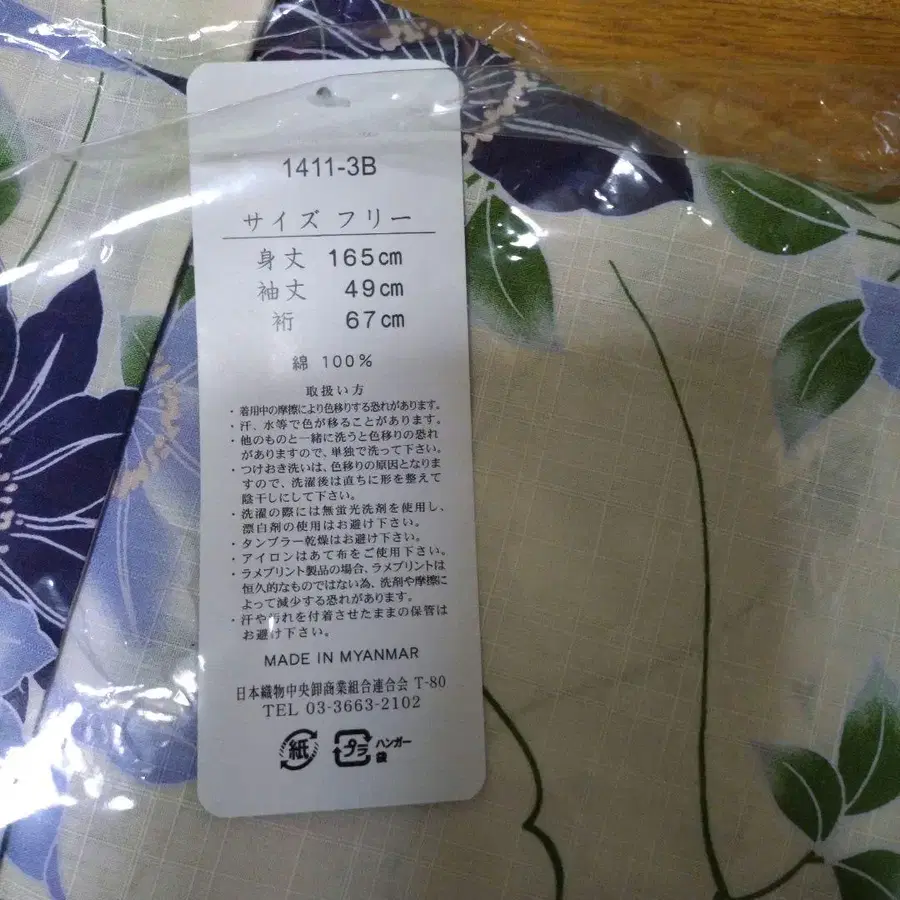 1411-3B
サイズ フリー
身丈 165cm
袖丈 49cm
裄 67cm
綿 100%
取扱い方
・着用中の摩擦により色移りする恐れがあります。
・汗、水等で色が移ることがあります。
・他のものと一緒に洗うと色移りの恐れ
がありますので、単独で洗って下さい。
・つけおき洗いは、色移りの原因となりま
すので、洗濯後は直ちに形を整えて
陰干しにして下さい。
・洗濯の際には無蛍光洗剤を使用し、
漂白剤の使用はお避け下さい。
・タンブラー乾燥はお避け下さい。
・アイロンはあて布をご使用下さい。
・ラメプリント製品の場合、ラメプリントは
恒久的なものではない為、洗剤や摩擦に
よって減少する恐れがあります。
・汗や汚れを付着させたままの保管は
お避け下さい。
MADE IN MYANMAR
日本織物中央卸商業組合連合会 T-80
TEL 03-3663-2102
紙 プラ ハンガー
袋